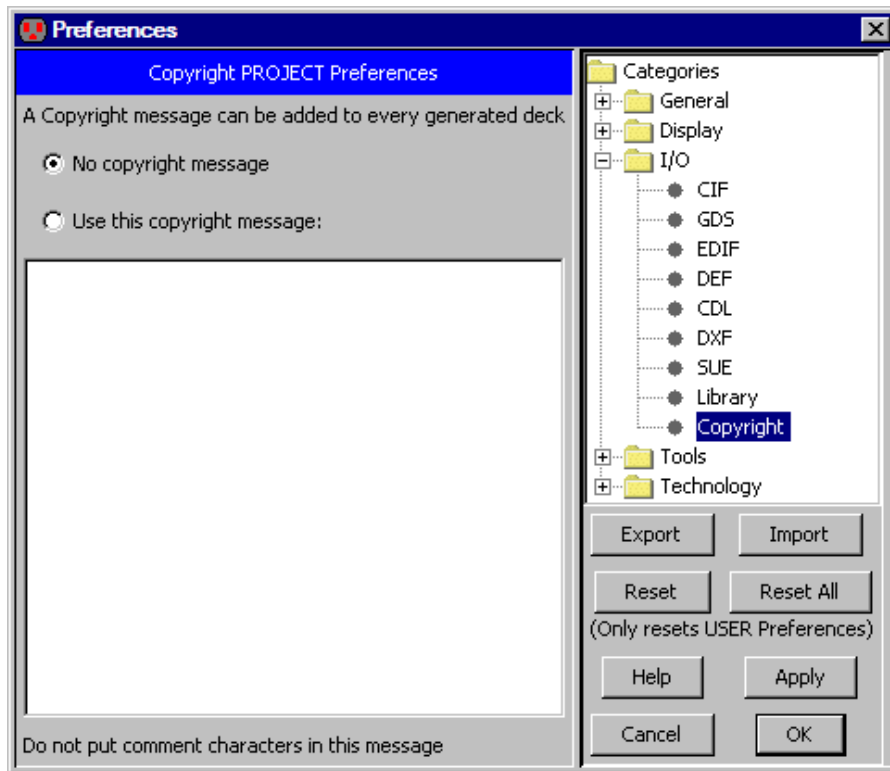 Preferences
Copyright PROJECT Preferences
A Copyright message can be added to every generated deck
No copyright message
Use this copyright message:
Do not put comment characters in this message
Categories
General
Display
I/O
CIF
GDS
EDIF
DEF
CDL
DXF
SUE
Library
Copyright
Tools
Technology
Export Import
Reset Reset All
(Only resets USER Preferences)
Help Apply
Cancel OK